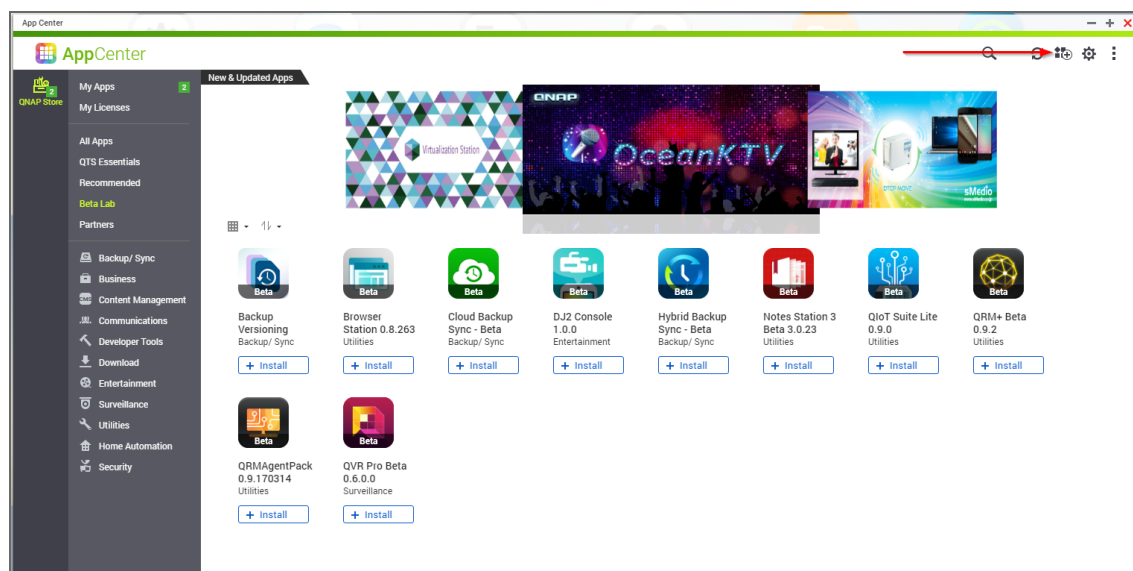 App Center
AppCenter
QNAP Store
2
My Apps 2
My Licenses
All Apps
QTS Essentials
Recommended
Beta Lab
Partners
Backup/ Sync
Business
Content Management
Communications
Developer Tools
Download
Entertainment
Surveillance
Utilities
Home Automation
Security
New & Updated Apps
Virtualization Station
QNAP
OceanKTV
sMedio
Beta
Backup
Versioning
Backup/ Sync
+ Install
Beta
Browser
Station 0.8.263
Utilities
+ Install
Beta
Cloud Backup
Sync - Beta
Backup/ Sync
+ Install
Beta
DJ2 Console
1.0.0
Entertainment
+ Install
Beta
Hybrid Backup
Sync - Beta
Backup/ Sync
+ Install
Beta
Notes Station 3
Beta 3.0.23
Utilities
+ Install
Beta
QIoT Suite Lite
0.9.0
Utilities
+ Install
Beta
QRM+ Beta
0.9.2
Utilities
+ Install
Beta
QRMAgentPack
0.9.170314
Utilities
+ Install
Beta
QVR Pro Beta
0.6.0.0
Surveillance
+ Install